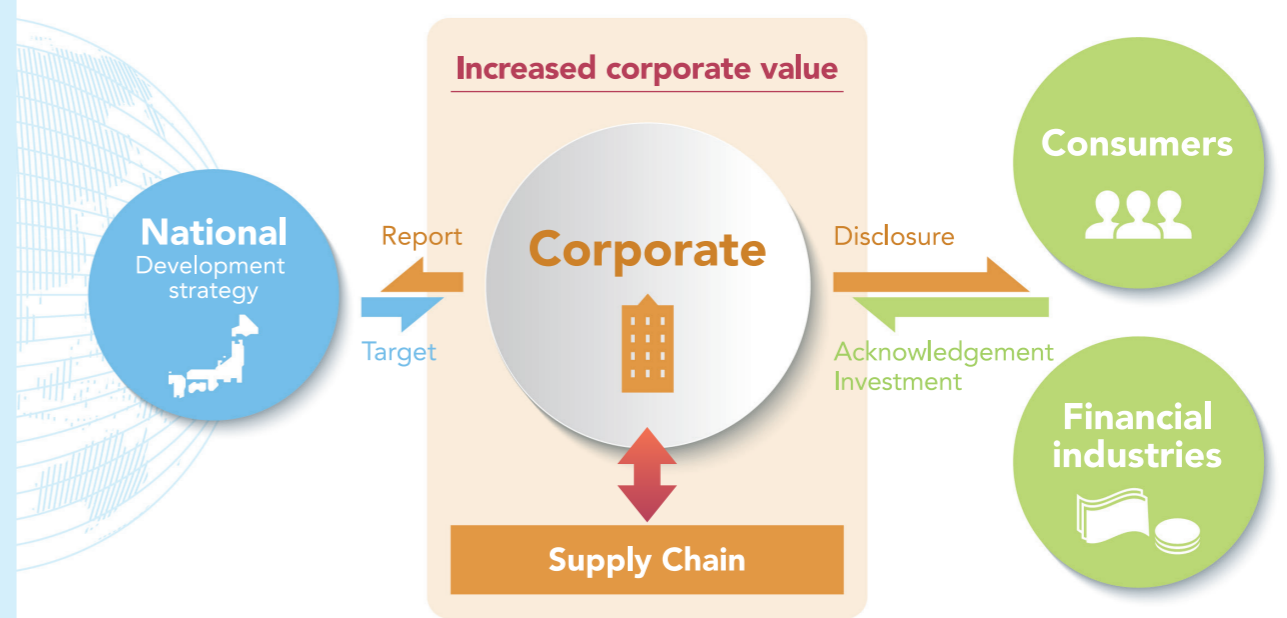 Increased corporate value
National
Development
strategy
Report
Target
Corporate
Supply Chain
Disclosure
Acknowledgement
Investment
Consumers
Financial
industries